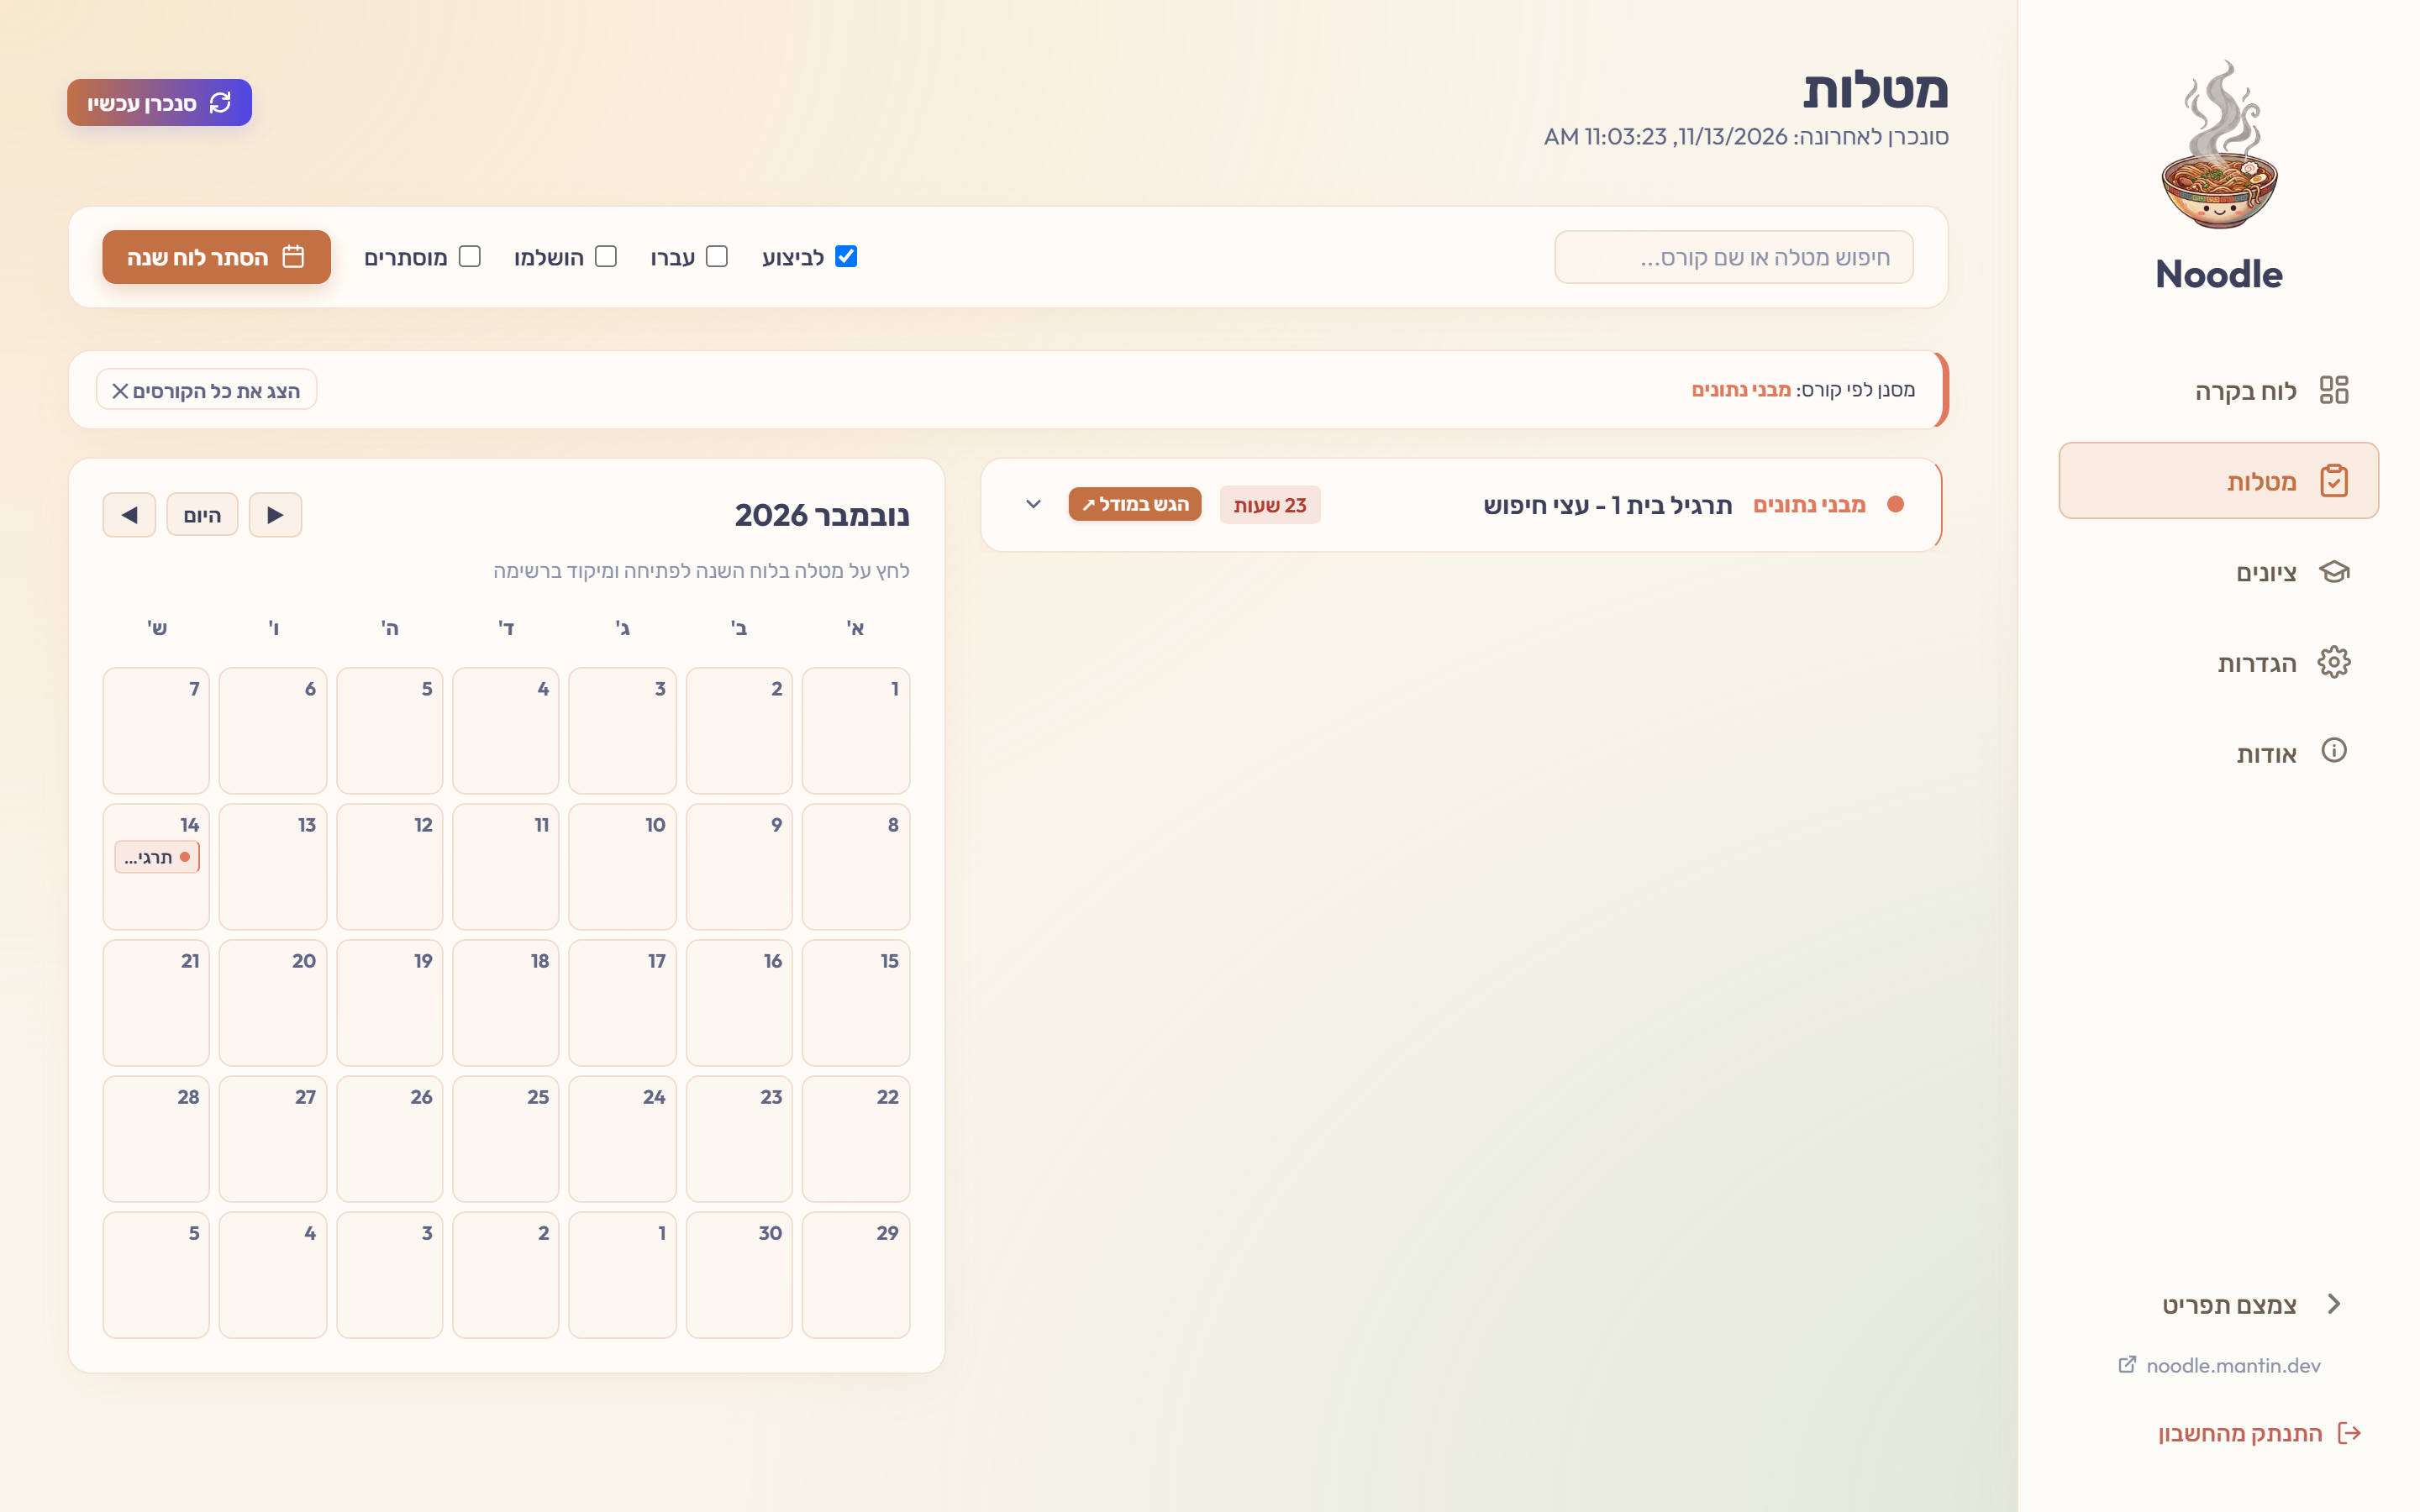 Noodle
לוח בקרה
מטלות
ציונים
הגדרות
אודות
צמצם תפריט
noodle.mantin.dev
התנתק מהחשבון
מטלות
סונכרן לאחרונה: 11/13/2026, 11:03:23 AM
סנכרן עכשיו
חיפוש מטלה או שם קורס...
לביצוע
עברו
הושלמו
מוסתרים
הסתר לוח שנה
מסנן לפי קורס: מבני נתונים
הצג את כל הקורסים
מבני נתונים תרגיל בית 1 - עצי חיפוש 23 שעות הגש במודל ↗
נובמבר 2026
▶ היום ◀
לחץ על מטלה בלוח השנה לפתיחה ומיקוד ברשימה
א' ב' ג' ד' ה' ו' ש'
1 2 3 4 5 6 7
8 9 10 11 12 13 14
תרגי...
15 16 17 18 19 20 21
22 23 24 25 26 27 28
29 30 1 2 3 4 5